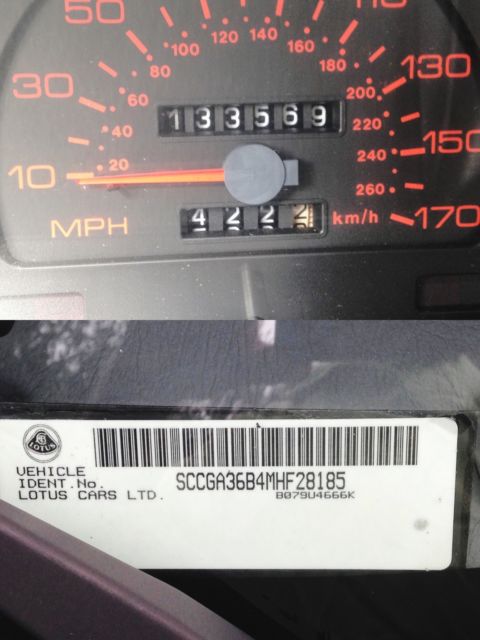 50
110
30
130
10
150
170
MPH
km/h
20
40
60
80
100
120
140
160
180
200
220
240
260
133569
4222
LOTUS
VEHICLE
IDENT.No.
LOTUS CARS LTD.
SCCGA36B4MHF28185
B079U4666K